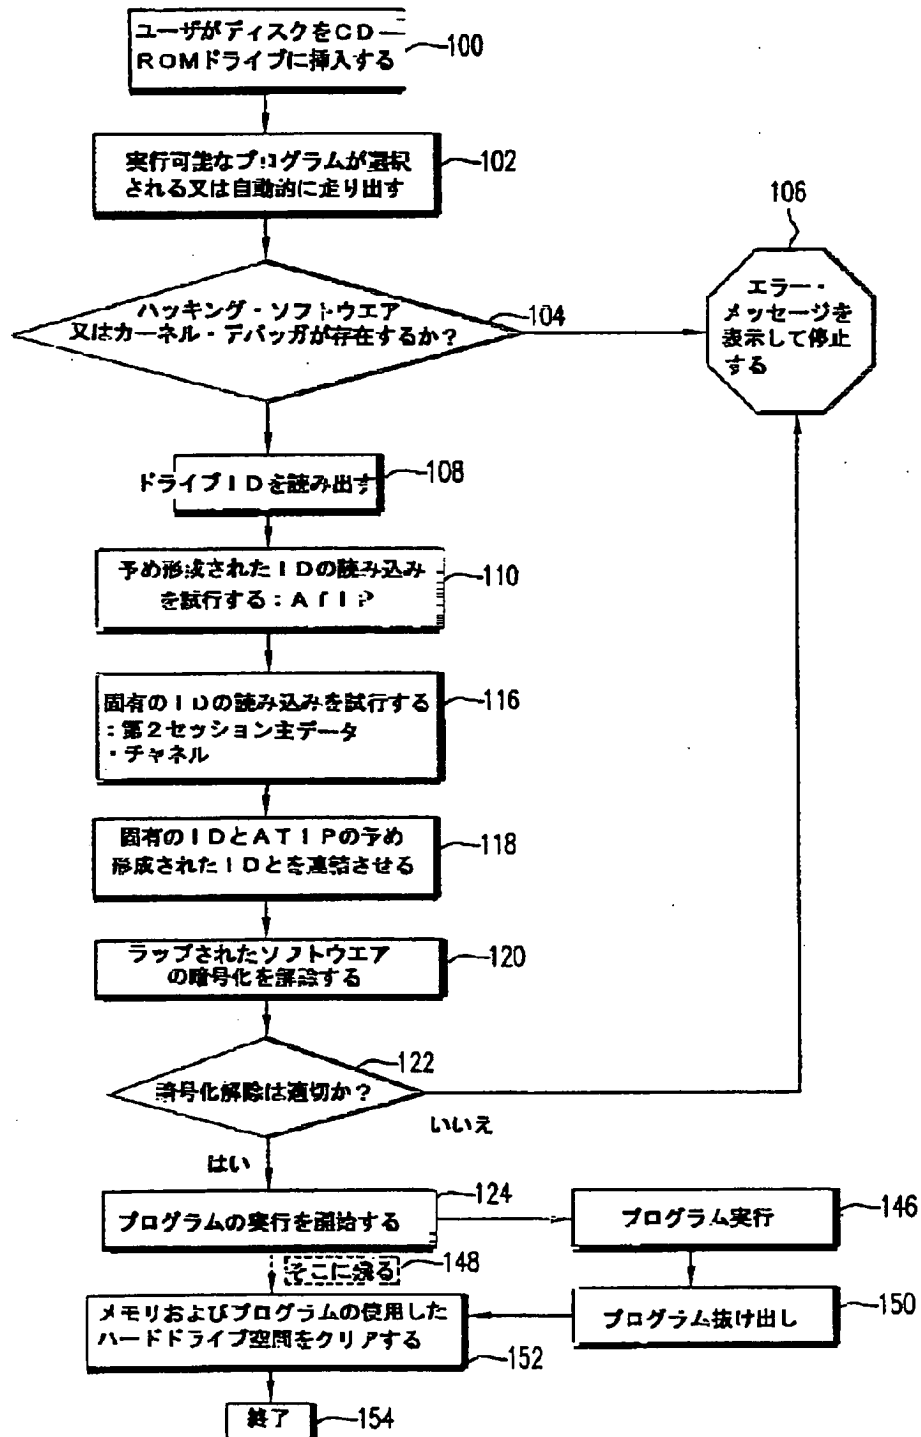 ユーザがディスクをCD—
ROMドライブに挿入する
100
実行可能なプログラムが選択
される又は自動的に走り出す
102
106
ハッキング・ソフトウエア
又はカーネル・デバッガが存在するか？
104
エラー・
メッセージを
表示して停止
する
ドライブIDを読み出す
108
予め形成されたIDの読み込み
を試行する：ATIP
110
固有のIDの読み込みを試行する
：第2セッション主データ
・チャネル
116
固有のIDとATIPの予め
形成されたIDとを連結させる
118
ラップされたソフトウエア
の暗号化を解除する
120
暗号化解除は適切か？
122
いいえ
はい
プログラムの実行を開始する
124
プログラム実行
146
そこに残る
148
メモリおよびプログラムの使用した
ハードドライブ空間をクリアする
152
プログラム抜け出し
150
終了
154